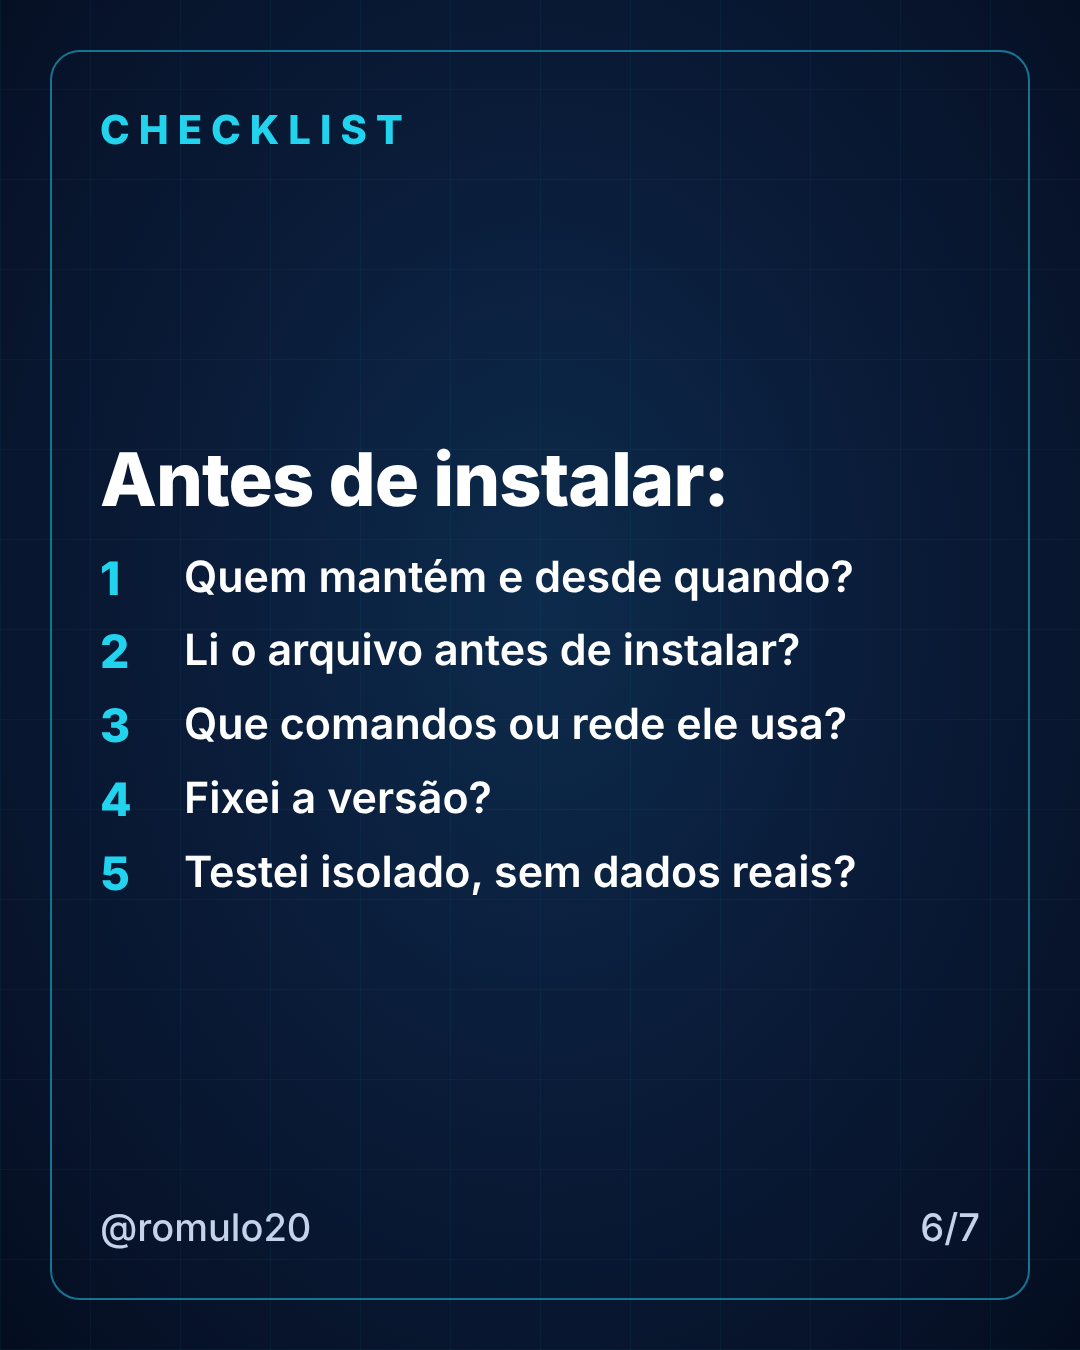 CHECKLIST
Antes de instalar:
1 Quem mantém e desde quando?
2 Li o arquivo antes de instalar?
3 Que comandos ou rede ele usa?
4 Fixei a versão?
5 Testei isolado, sem dados reais?
@romulo20 6/7